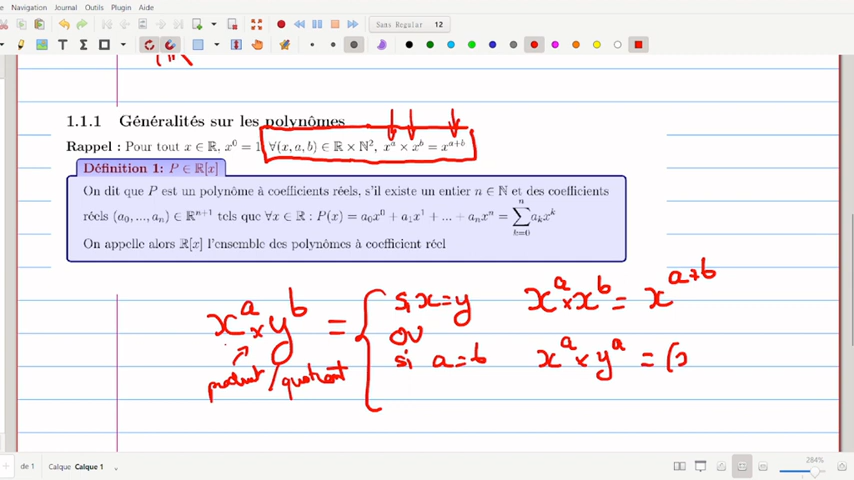 Navigation Journal Outils Plugin Aide
Sans Regular 12
1.1.1 Généralités sur les polynômes
Rappel : Pour tout x ∈ ℝ, x⁰ = 1, ∀(x, a, b) ∈ ℝ × ℕ², xᵃ × xᵇ = xᵃ⁺ᵇ
Définition 1: P ∈ ℝ[x]
On dit que P est un polynôme à coefficients réels, s'il existe un entier n ∈ ℕ et des coefficients
réels (a₀, ..., aₙ) ∈ ℝⁿ⁺¹ tels que ∀x ∈ ℝ : P(x) = a₀x⁰ + a₁x¹ + ... + aₙxⁿ = ∑ₖ₌₀ⁿ aₖxᵏ
On appelle alors ℝ[x] l'ensemble des polynômes à coefficient réel
si x = y xᵃ × xᵇ = xᵃ⁺ᵇ
xᵃ × yᵇ = { ou
si a = b xᵃ × yᵃ = (
produit / quotient
de 1 Calque Calque 1 284%